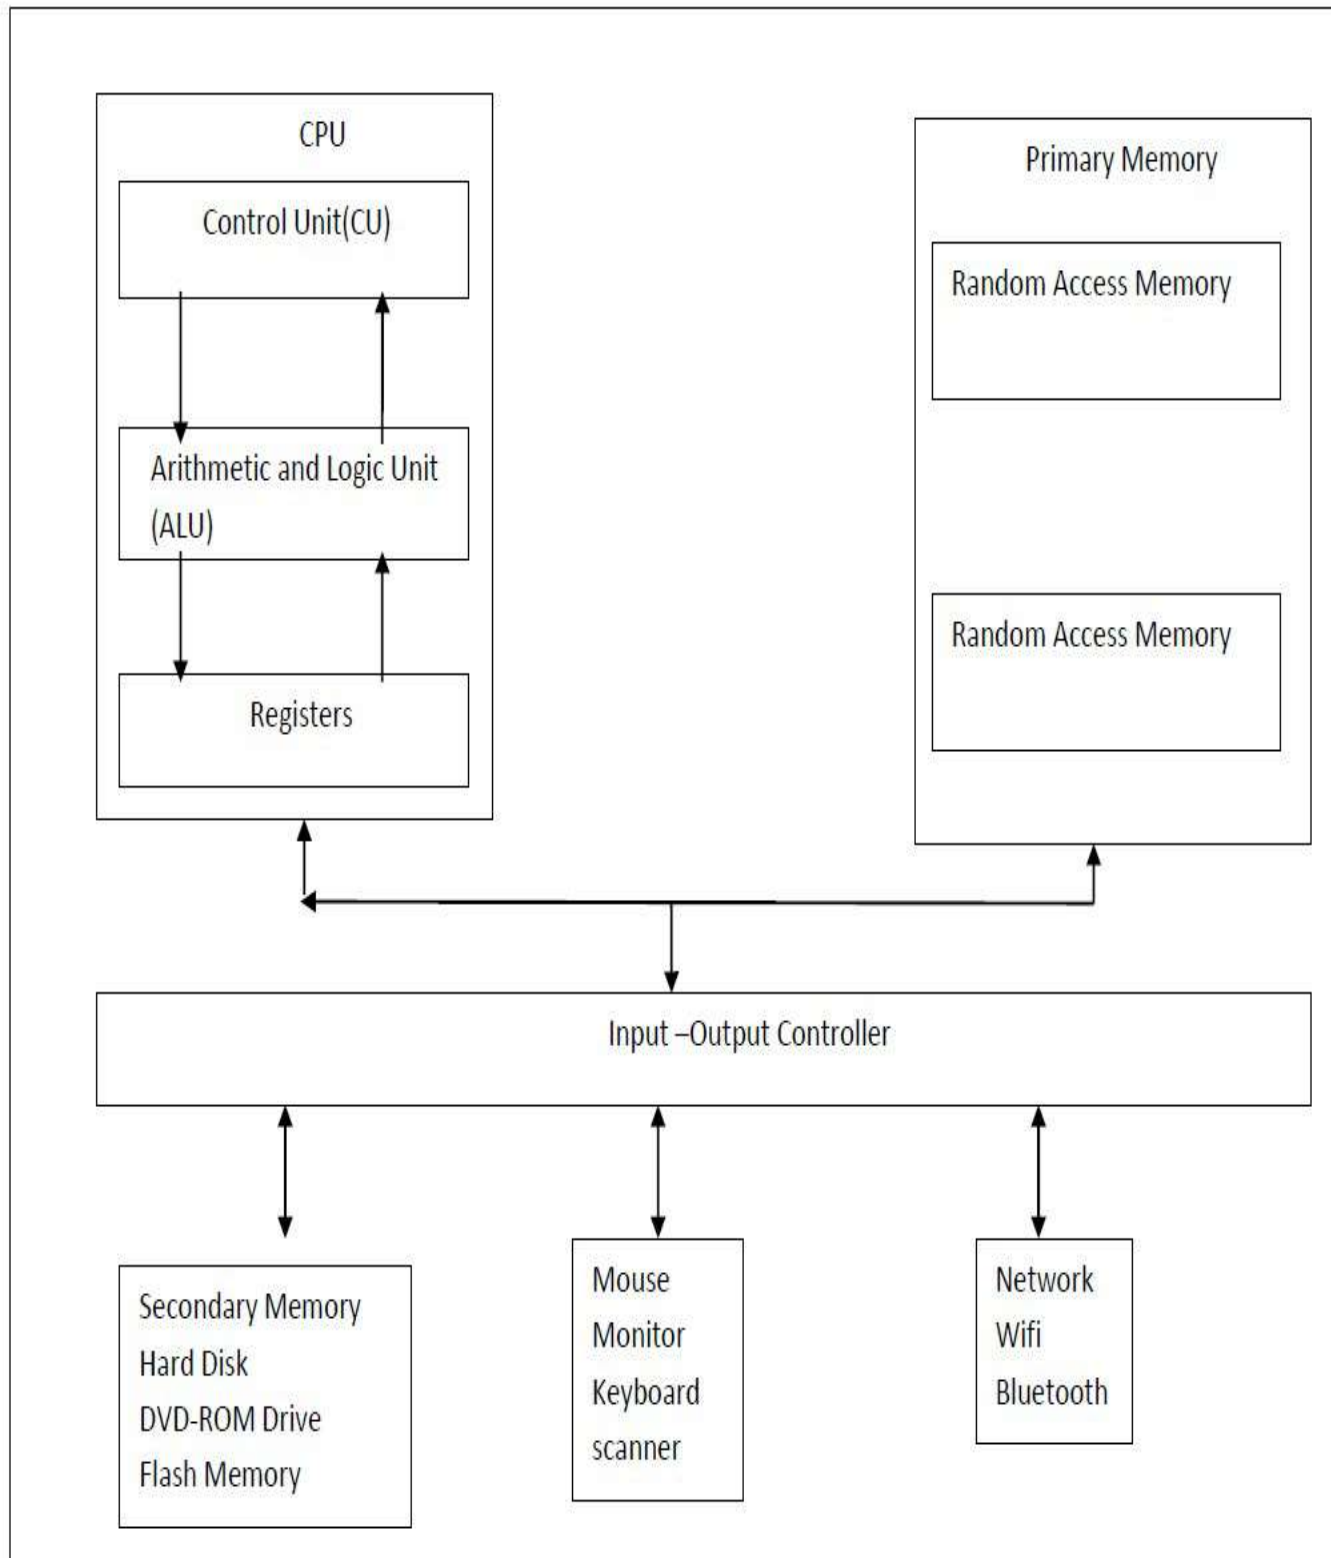 CPU
Control Unit(CU)
Arithmetic and Logic Unit
(ALU)
Registers
Primary Memory
Random Access Memory
Random Access Memory
Input –Output Controller
Secondary Memory
Hard Disk
DVD-ROM Drive
Flash Memory
Mouse
Monitor
Keyboard
scanner
Network
Wifi
Bluetooth